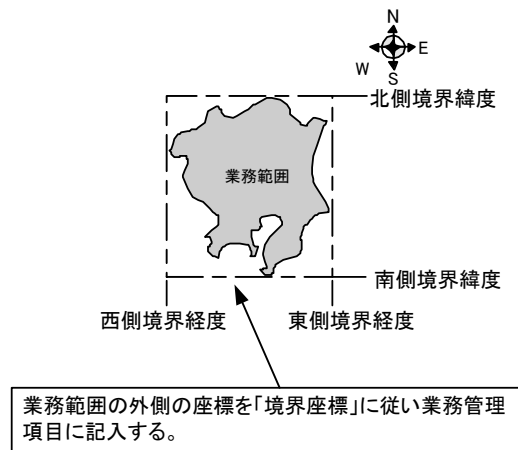 N
W
E
S
北側境界緯度
業務範囲
南側境界緯度
西側境界経度
東側境界経度
業務範囲の外側の座標を「境界座標」に従い業務管理
項目に記入する。